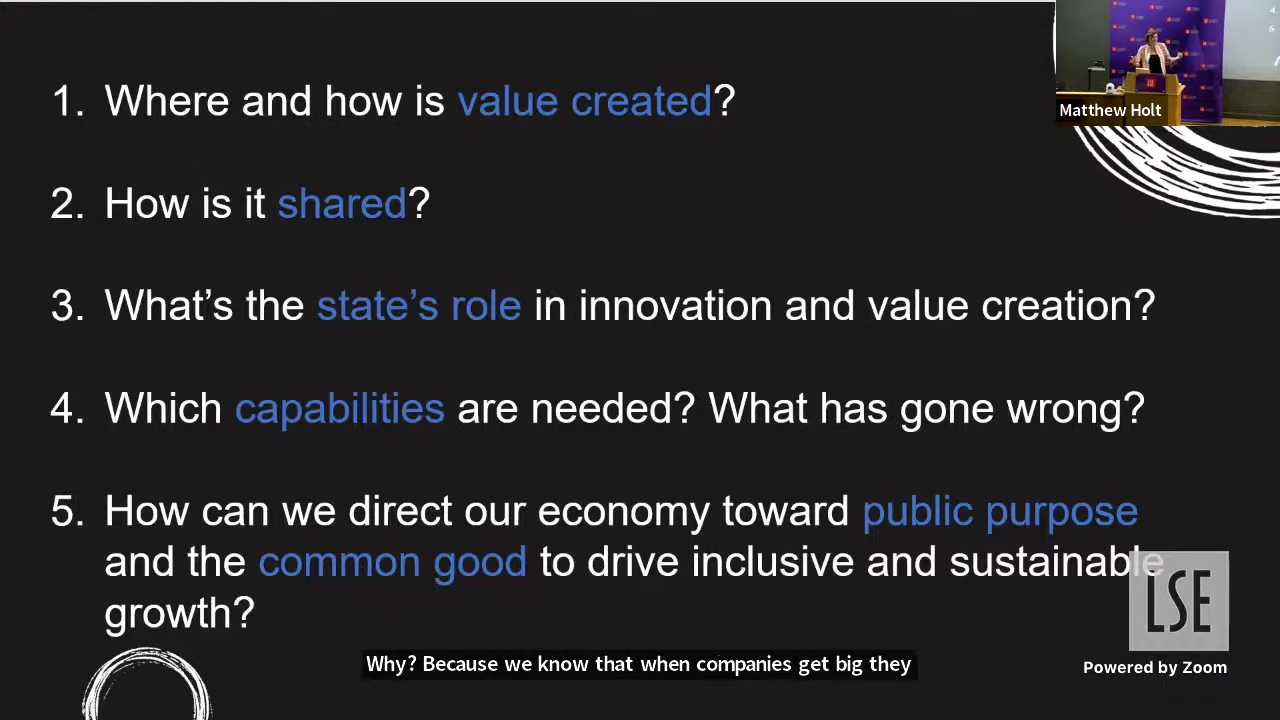 1. Where and how is value created?
Matthew Holt
2. How is it shared?
3. What's the state's role in innovation and value creation?
4. Which capabilities are needed? What has gone wrong?
5. How can we direct our economy toward public purpose
and the common good to drive inclusive and sustainable
growth?
LSE
Why? Because we know that when companies get big they
Powered by Zoom